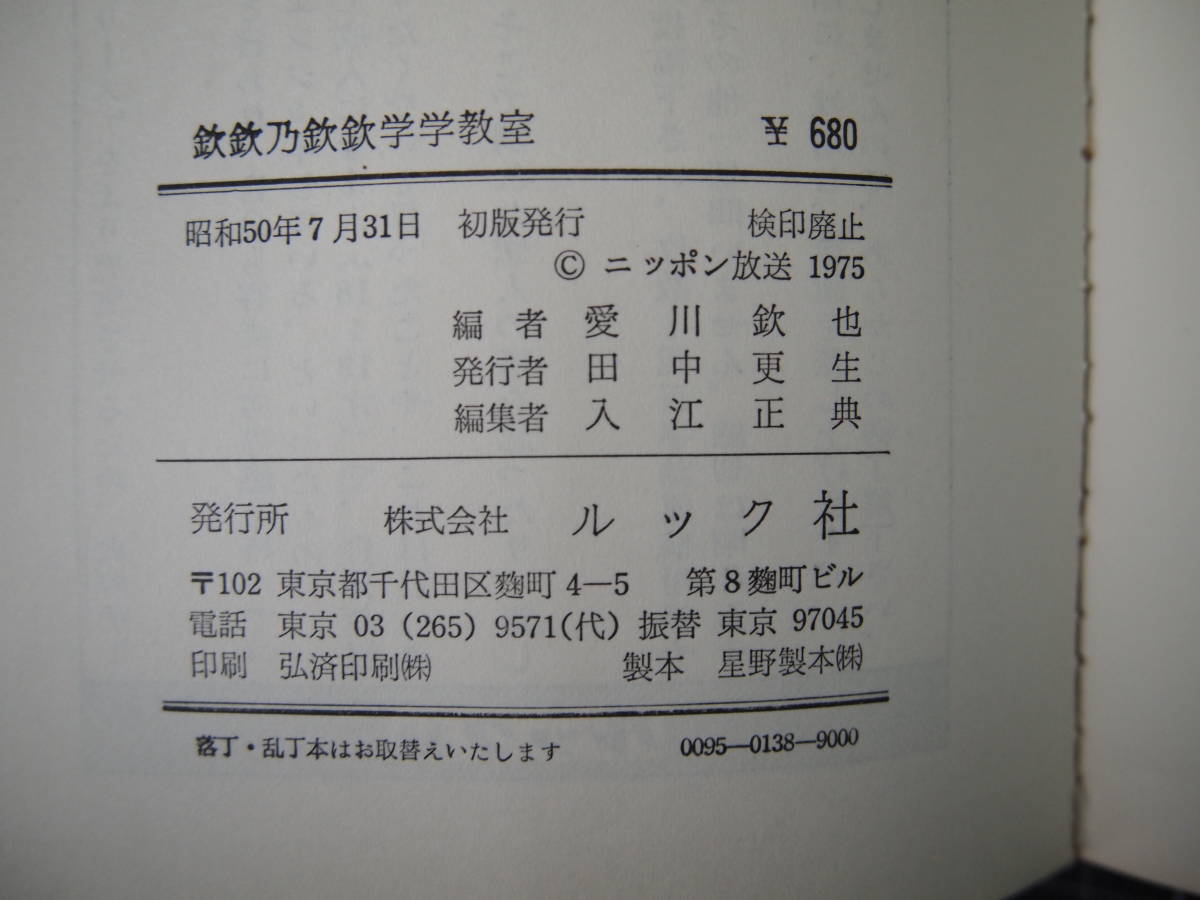 欽欽乃欽欽学学教室 ¥ 680
昭和50年7月31日 初版発行 検印廃止
© ニッポン放送 1975
編者 愛川欽也
発行者 田中更生
編集者 入江正典
発行所 株式会社 ルック社
〒102 東京都千代田区麴町4—5 第8麴町ビル
電話 東京 03 (265) 9571(代) 振替 東京 97045
印刷 弘済印刷㈱ 製本 星野製本㈱
落丁・乱丁本はお取替えいたします 0095—0138—9000